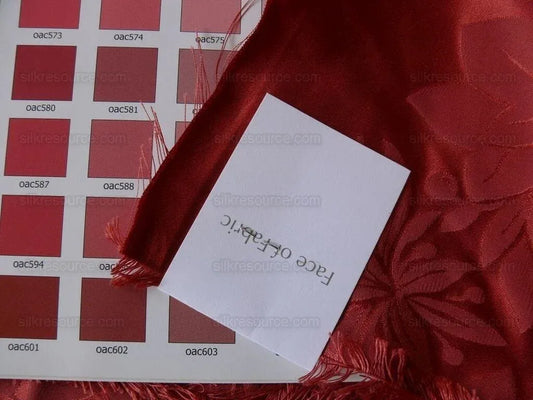 oac573 oac574 oac575
oac580 oac581
oac587 oac588
oac594
oac601 oac602 oac603
Face of Fabric
silkresource.com